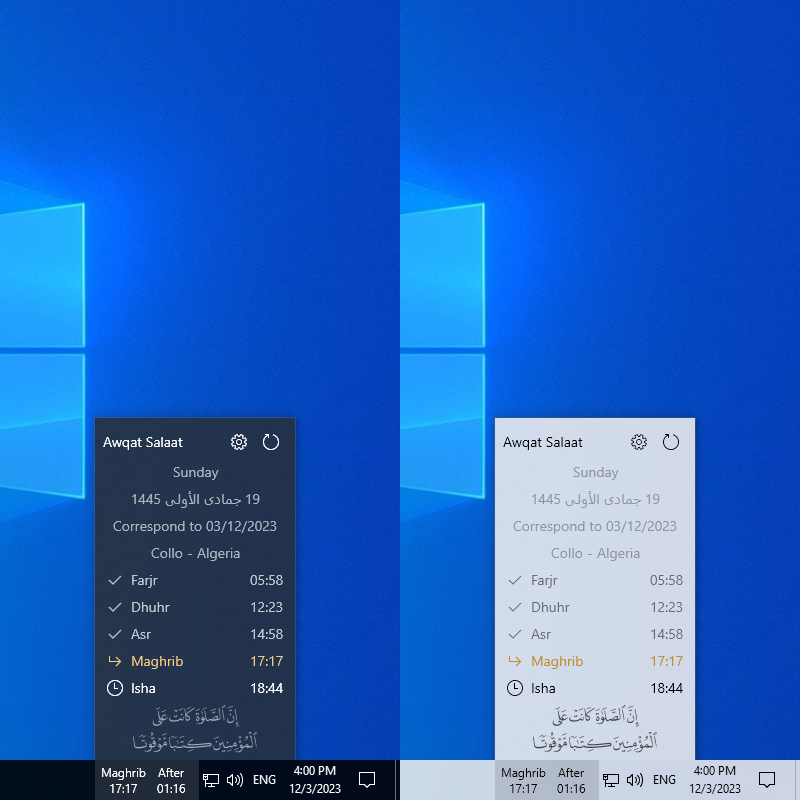 Awqat Salaat
Sunday
19 جمادى الأولى 1445
Correspond to 03/12/2023
Collo - Algeria
Farjr 05:58
Dhuhr 12:23
Asr 14:58
Maghrib 17:17
Isha 18:44
إِنَّ ٱلصَّلَوٰةَ كَانَتْ عَلَى
ٱلْمُؤْمِنِينَ كِتَـٰبًا مَّوْقُوتًا
Maghrib After
17:17 01:16
ENG
4:00 PM
12/3/2023
Awqat Salaat
Sunday
19 جمادى الأولى 1445
Correspond to 03/12/2023
Collo - Algeria
Farjr 05:58
Dhuhr 12:23
Asr 14:58
Maghrib 17:17
Isha 18:44
إِنَّ ٱلصَّلَوٰةَ كَانَتْ عَلَى
ٱلْمُؤْمِنِينَ كِتَـٰبًا مَّوْقُوتًا
Maghrib After
17:17 01:16
ENG
4:00 PM
12/3/2023